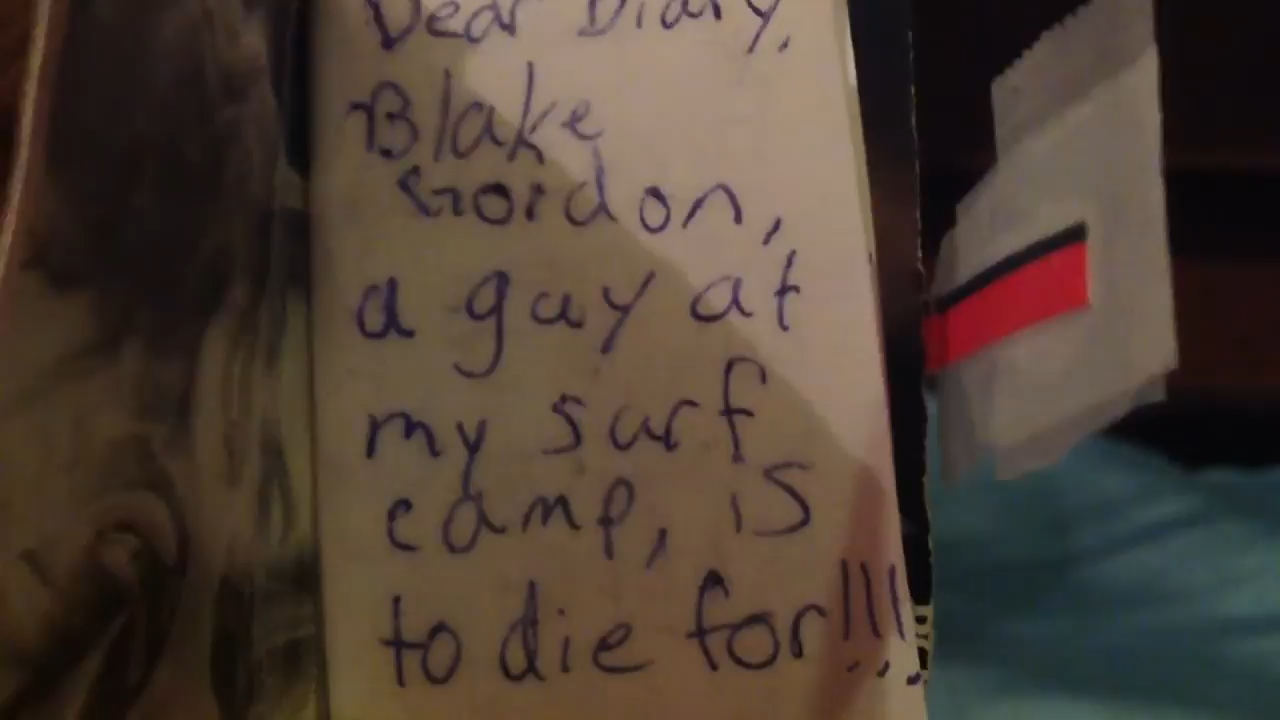 Dear Diary,
Blake
Gordon,
a guy at
my surf
camp, is
to die for!!!